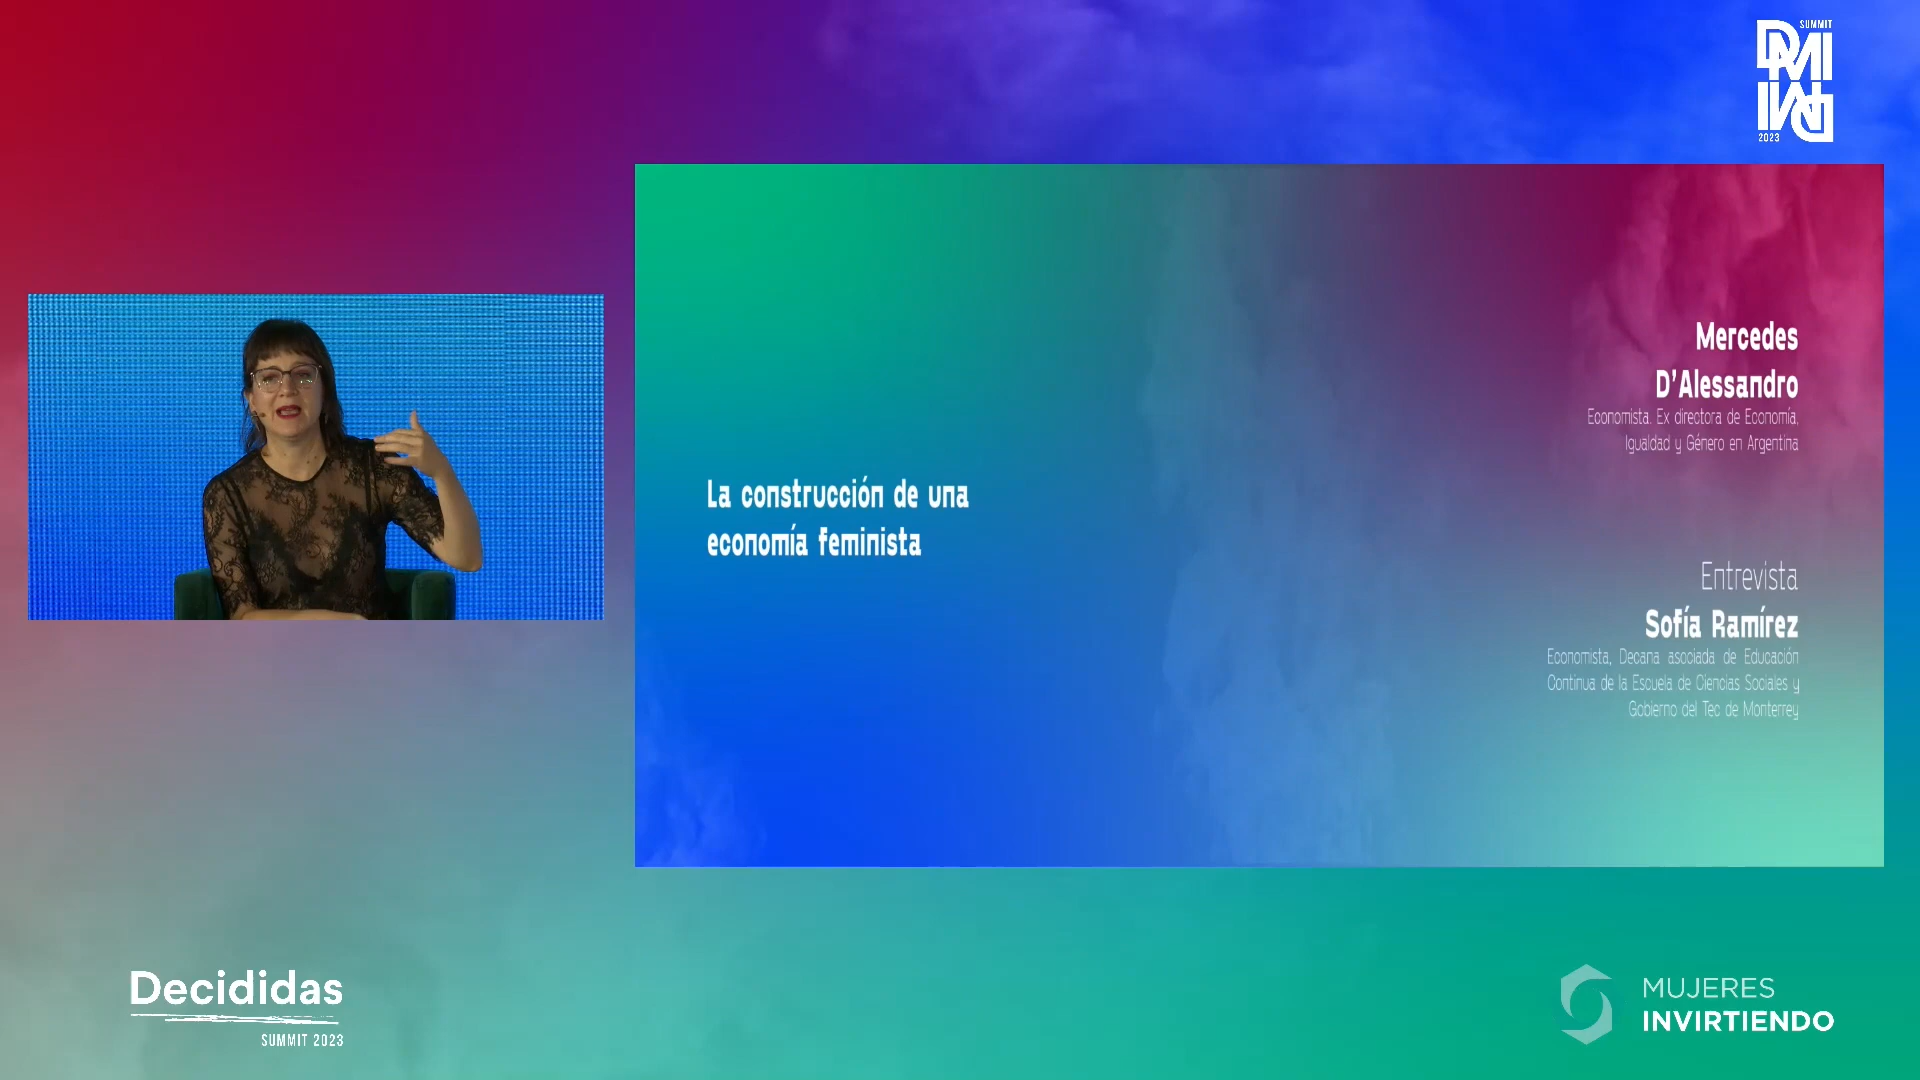 SUMMIT
DMI
2023
Mercedes
D'Alessandro
Economista. Ex directora de Economía,
Igualdad y Género en Argentina
La construcción de una
economía feminista
Entrevista
Sofía Ramírez
Economista, Decana asociada de Educación
Continua de la Escuela de Ciencias Sociales y
Gobierno del Tec de Monterrey
Decididas
SUMMIT 2023
MUJERES
INVIRTIENDO